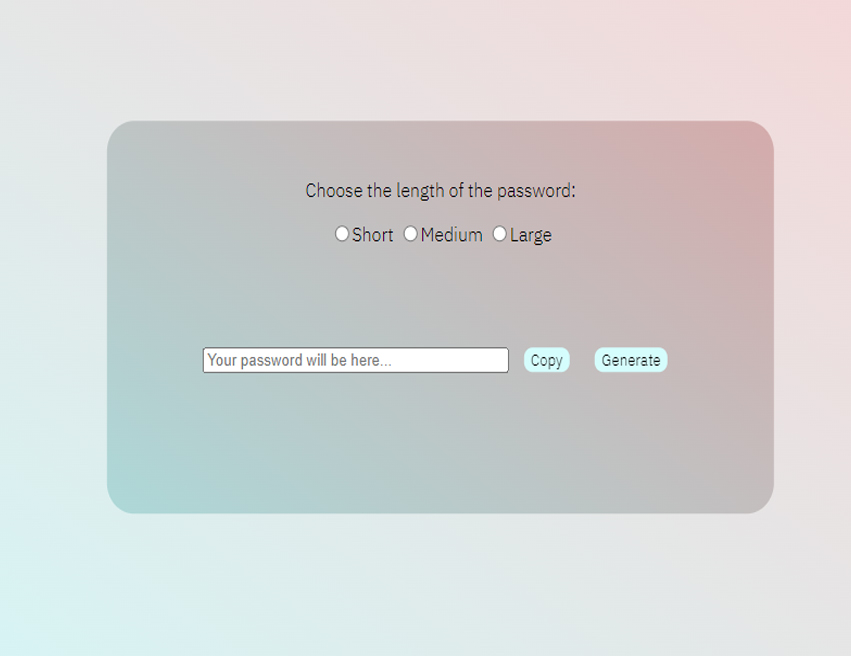 Choose the length of the password:
Short Medium Large
Your password will be here... Copy Generate